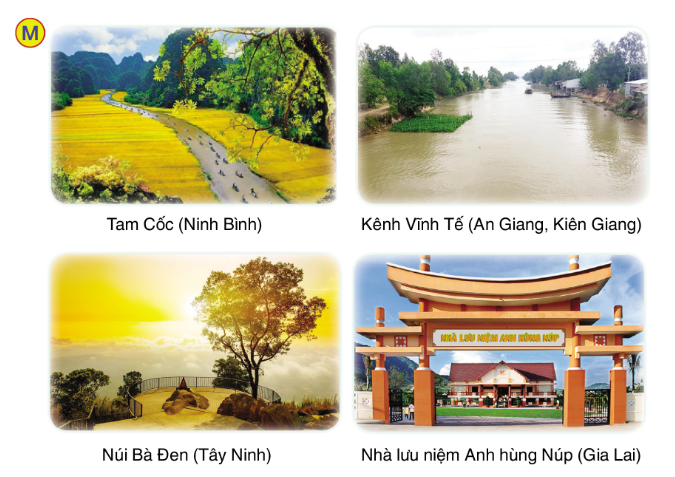 M
Tam Cốc (Ninh Bình)
Kênh Vĩnh Tế (An Giang, Kiên Giang)
NHÀ LƯU NIỆM ANH HÙNG NÚP
Núi Bà Đen (Tây Ninh)
Nhà lưu niệm Anh hùng Núp (Gia Lai)